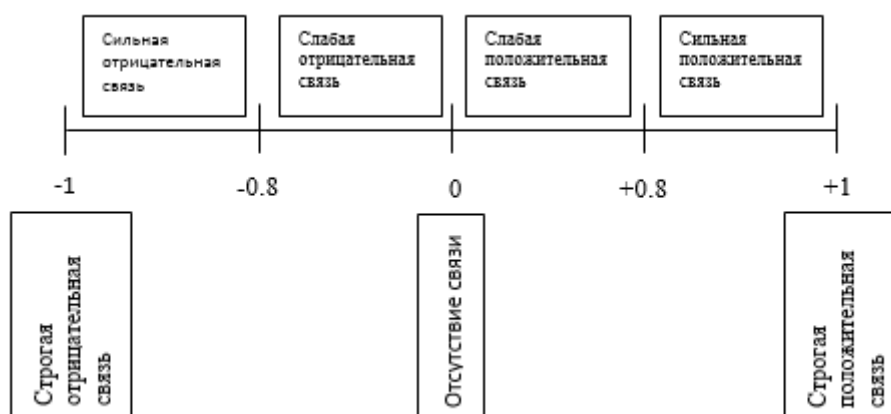 Сильная
отрицательная
связь
Слабая
отрицательная
связь
Слабая
положительная
связь
Сильная
положительная
связь
-1
-0.8
0
+0.8
+1
Строгая
отрицательная
связь
Отсутствие связи
Строгая
положительная
связь